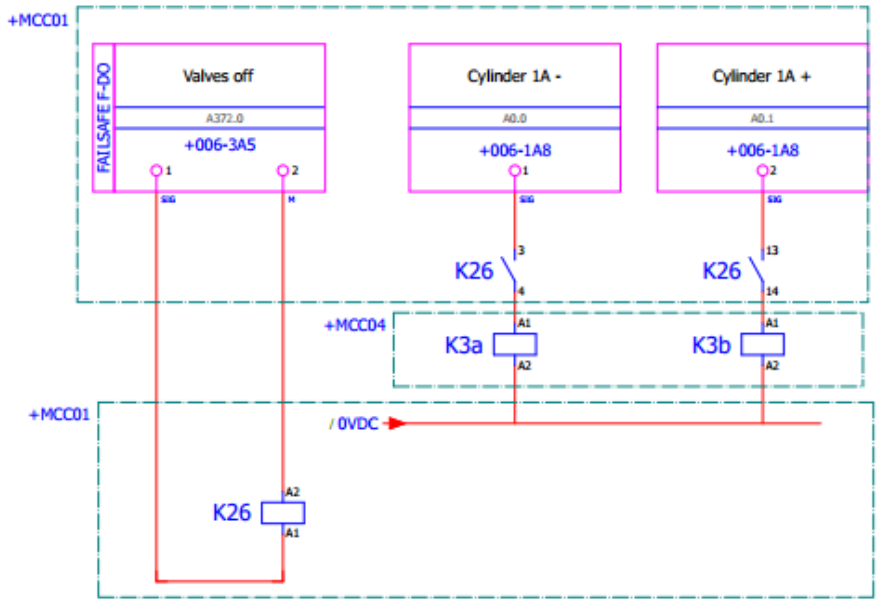 +MCC01
FAILSAFE F-DO
Valves off
A372.0
+006-3A5
1
2
SIG
M
Cylinder 1A -
A0.0
+006-1A8
1
SIG
Cylinder 1A +
A0.1
+006-1A8
2
SIG
K26
3
4
K26
13
14
+MCC04
K3a
A1
A2
K3b
A1
A2
+MCC01
/ 0VDC
K26
A2
A1